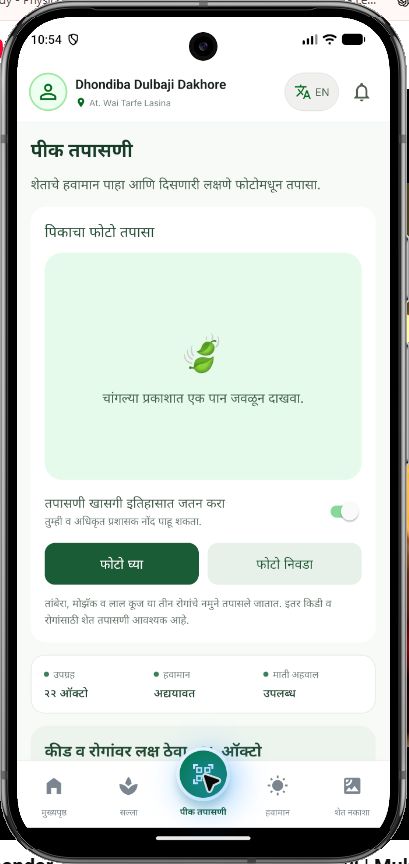 10:54
Dhondiba Dulbaji Dakhore
EN
At. Wai Tarfe Lasina
पीक तपासणी
शेताचे हवामान पाहा आणि दिसणारी लक्षणे फोटोमधून तपासा.
पिकाचा फोटो तपासा
चांगल्या प्रकाशात एक पान जवळून दाखवा.
तपासणी खासगी इतिहासात जतन करा
तुम्ही व अधिकृत प्रशासक नोंद पाहू शकता.
फोटो घ्या
फोटो निवडा
तांबेरा, मोझॅक व लाल कूज या तीन रोगांचे नमुने तपासले जातात. इतर किडी व
रोगांसाठी शेत तपासणी आवश्यक आहे.
उपग्रह
हवामान
माती अहवाल
२२ ऑक्टो
अद्ययावत
उपलब्ध
कीड व रोगांवर लक्ष ठेवा ऑक्टो
मुख्यपृष्ठ
सल्ला
पीक तपासणी
हवामान
शेत नकाशा